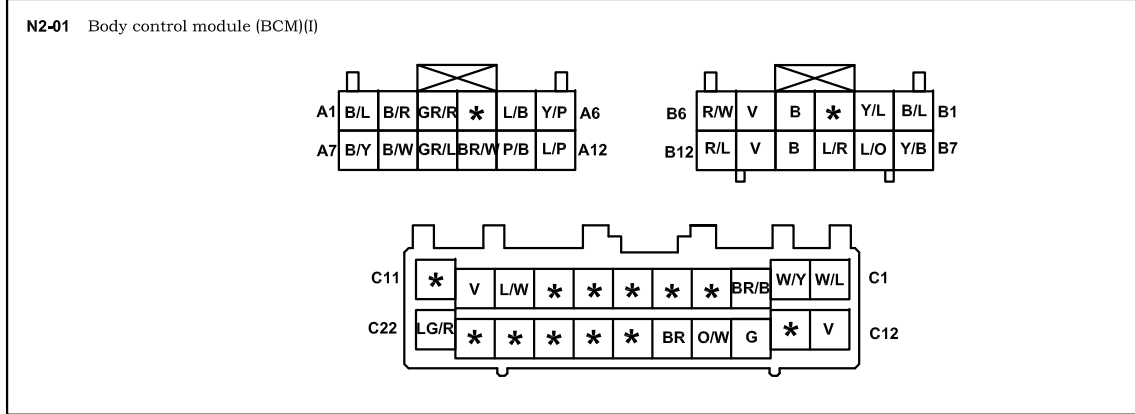 N2-01 Body control module (BCM)(I)
A1 B/L B/R GR/R * L/B Y/P A6
A7 B/Y B/W GR/L BR/W P/B L/P A12
B6 R/W V B * Y/L B/L B1
B12 R/L V B L/R L/O Y/B B7
C11 * V L/W * * * * * BR/B W/Y W/L C1
C22 LG/R * * * * * BR O/W G * V C12